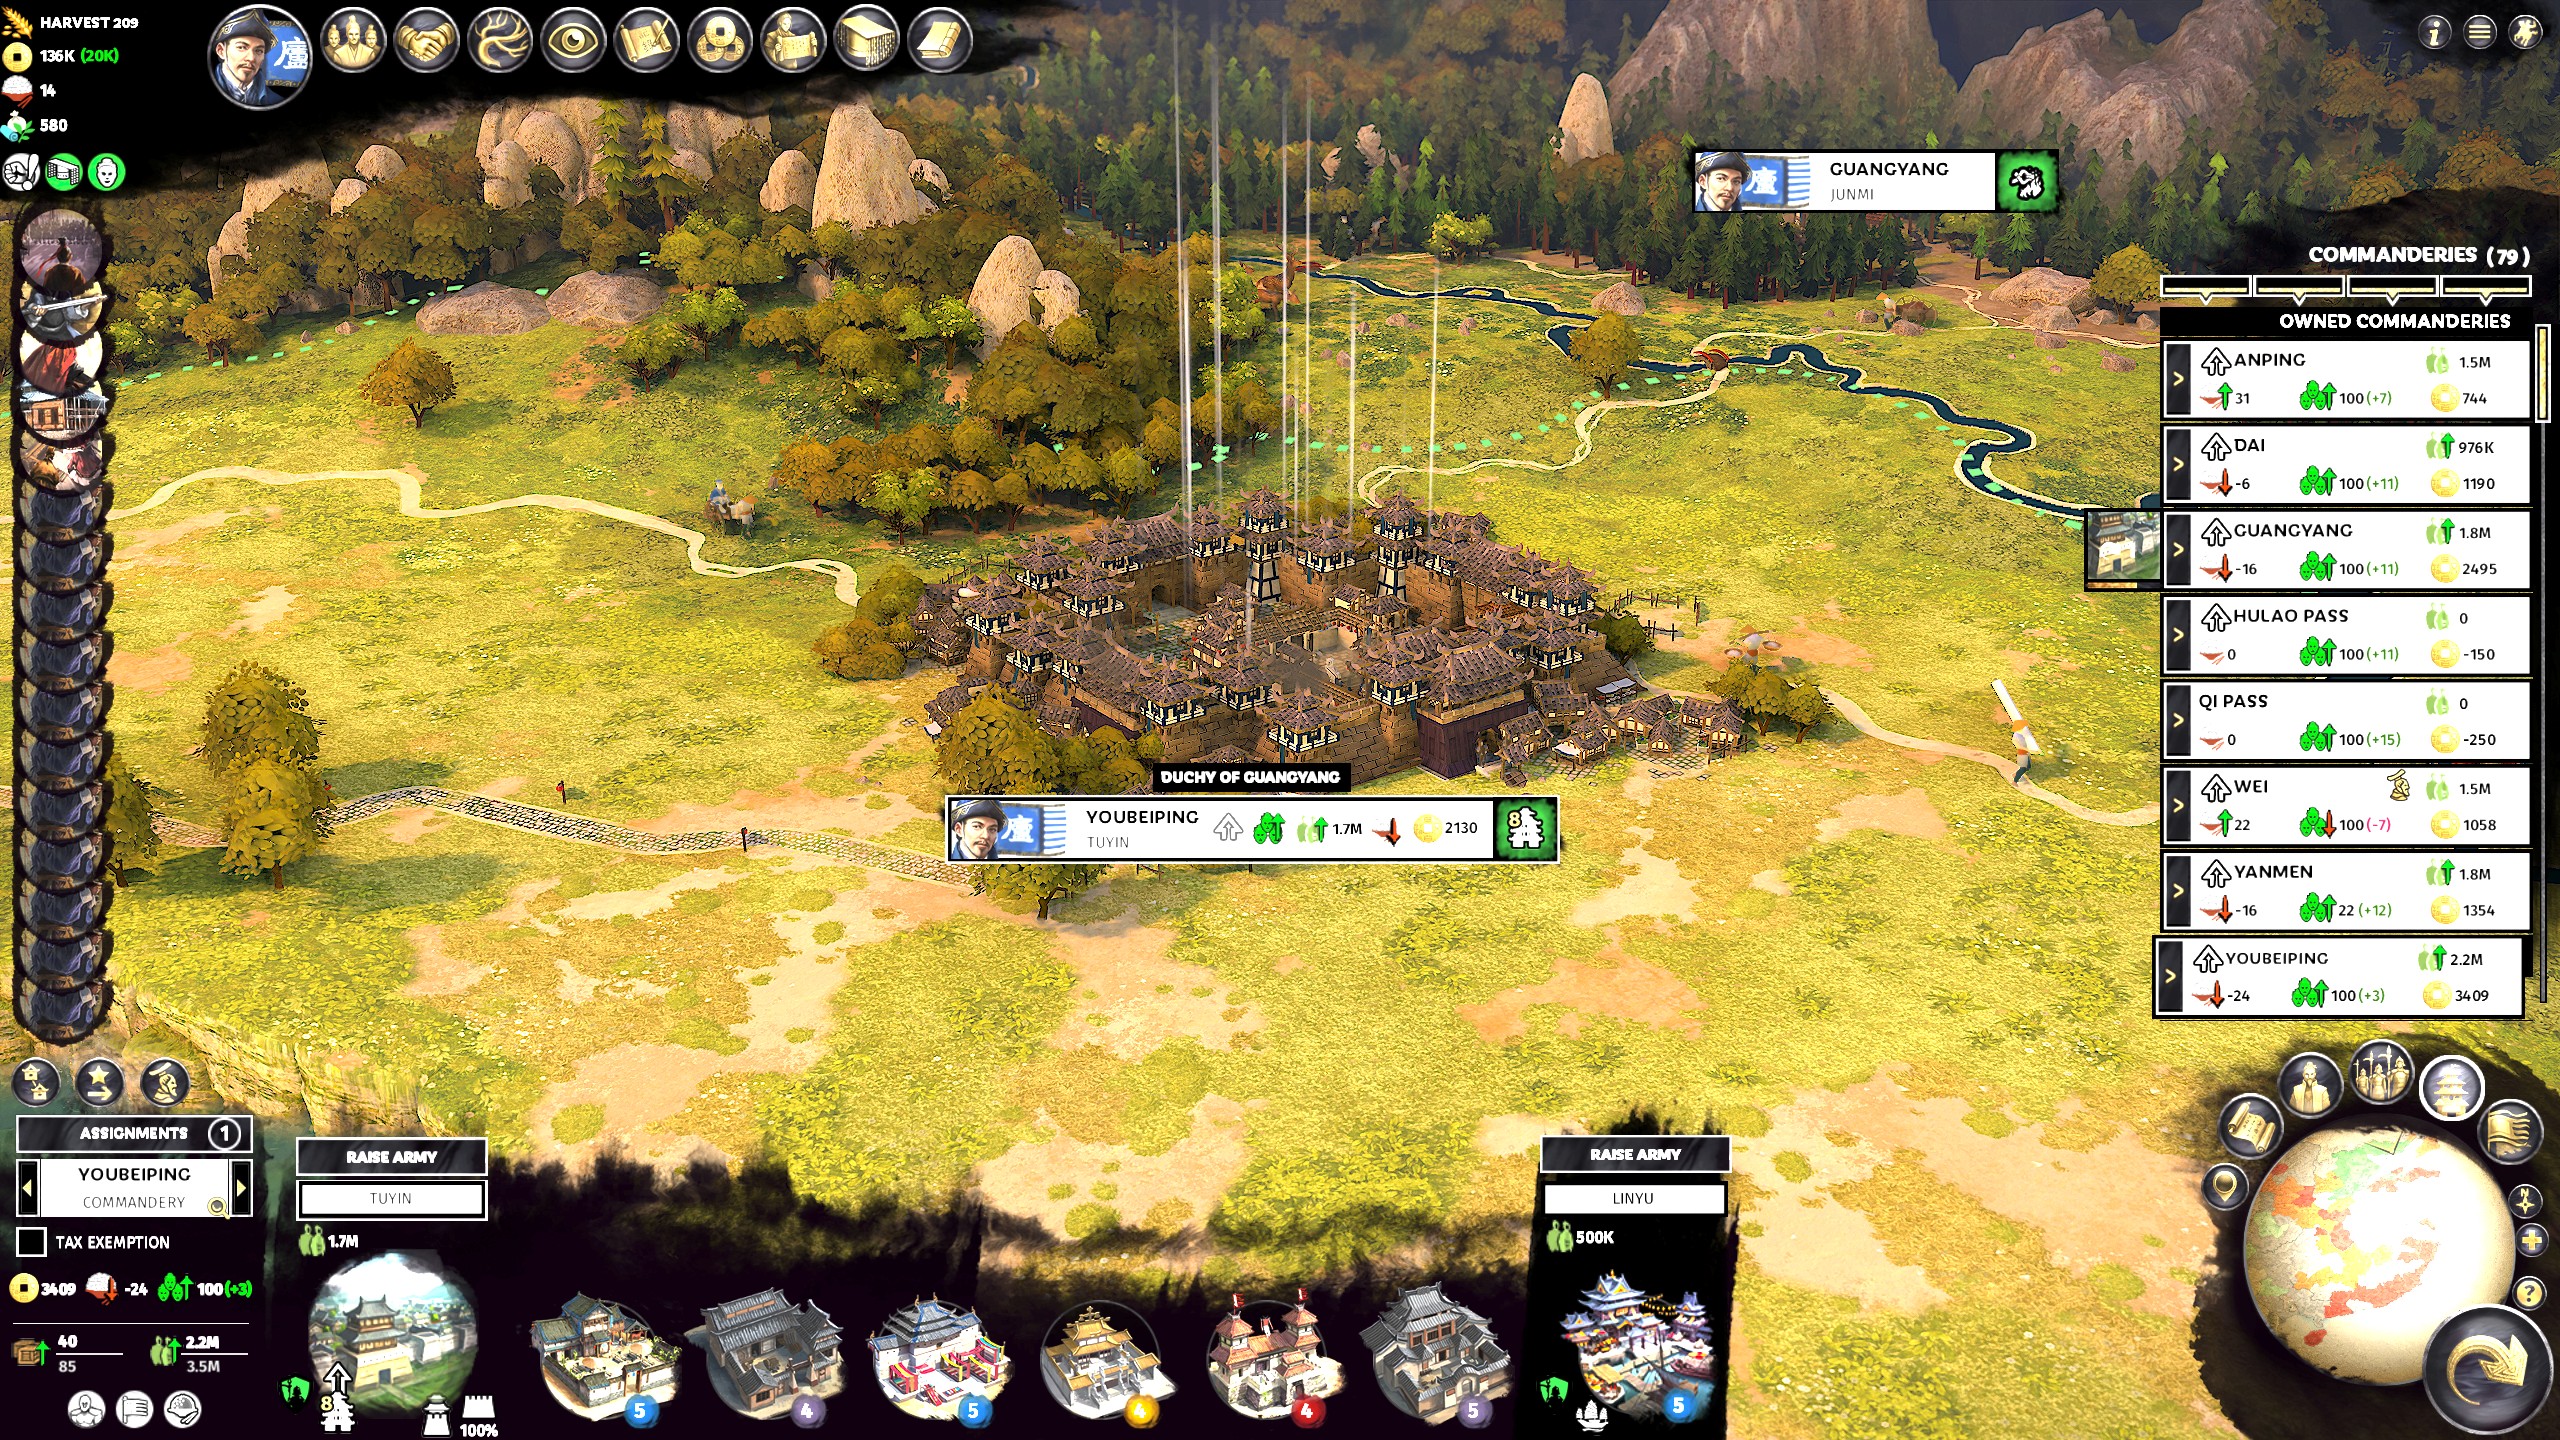 HARVEST 209
136K (20K)
14
580
盧
GUANGYANG
JUNMI
COMMANDERIES (79)
OWNED COMMANDERIES
ANPING 1.5M
31 100 (+7) 744
DAI 976K
-6 100 (+11) 1190
GUANGYANG 1.8M
-16 100 (+11) 2495
HULAO PASS 0
0 100 (+11) -150
QI PASS 0
0 100 (+15) -250
WEI 1.5M
22 100 (-7) 1058
YANMEN 1.8M
-16 22 (+12) 1354
YOUBEIPING 2.2M
-24 100 (+3) 3409
DUCHY OF GUANGYANG
YOUBEIPING 1.7M 2130 8
TUYIN
ASSIGNMENTS 1
YOUBEIPING
COMMANDERY
TAX EXEMPTION
3409 -24 100 (+3)
40 2.2M
85 3.5M
RAISE ARMY
TUYIN
1.7M
8
100%
5
4
5
4
4
5
RAISE ARMY
LINYU
500K
5
N
?